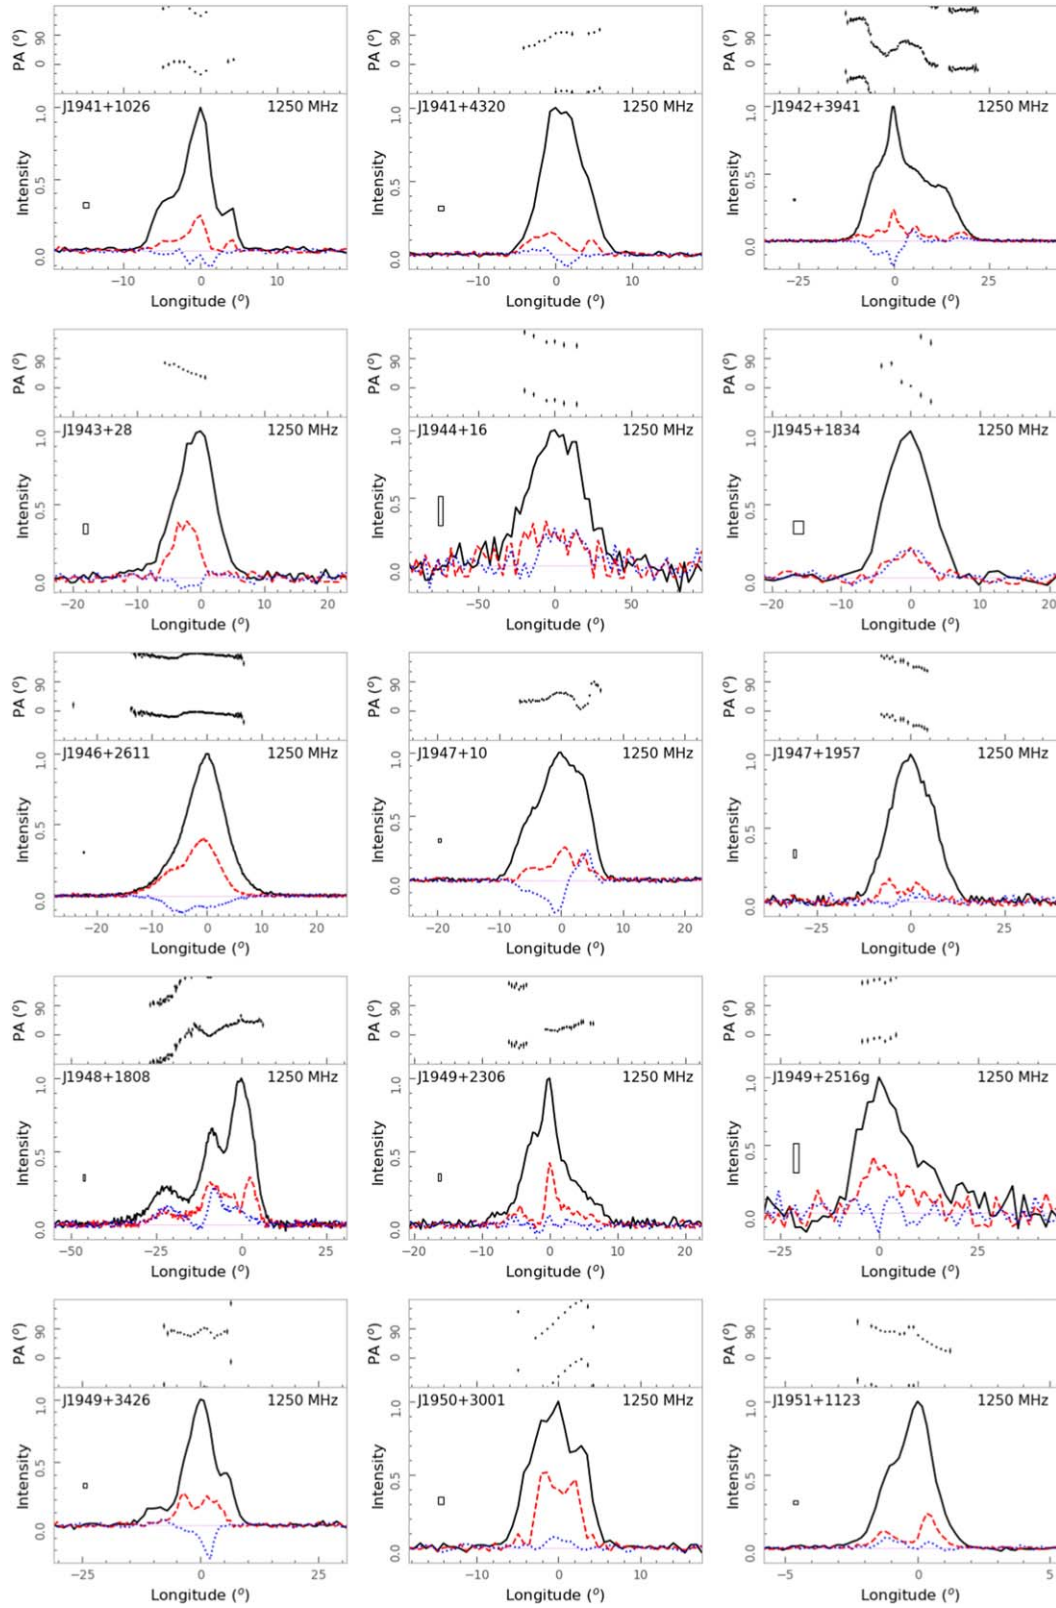 PA (°) 90 0 PA (°) 90 0 PA (°) 90 0
J1941+1026 1250 MHz J1941+4320 1250 MHz J1942+3941 1250 MHz
Intensity 1.0 0.5 0.0 Intensity 1.0 0.5 0.0 Intensity 1.0 0.5 0.0
−10 0 10 −10 0 10 −25 0 25
Longitude (°) Longitude (°) Longitude (°)
PA (°) 90 0 PA (°) 90 0 PA (°) 90 0
J1943+28 1250 MHz J1944+16 1250 MHz J1945+1834 1250 MHz
Intensity 1.0 0.5 0.0 Intensity 1.0 0.5 0.0 Intensity 1.0 0.5 0.0
−20 −10 0 10 20 −50 0 50 −20 −10 0 10 20
Longitude (°) Longitude (°) Longitude (°)
PA (°) 90 0 PA (°) 90 0 PA (°) 90 0
J1946+2611 1250 MHz J1947+10 1250 MHz J1947+1957 1250 MHz
Intensity 1.0 0.5 0.0 Intensity 1.0 0.5 0.0 Intensity 1.0 0.5 0.0
−20 −10 0 10 20 −20 −10 0 10 20 −25 0 25
Longitude (°) Longitude (°) Longitude (°)
PA (°) 90 0 PA (°) 90 0 PA (°) 90 0
J1948+1808 1250 MHz J1949+2306 1250 MHz J1949+2516g 1250 MHz
Intensity 1.0 0.5 0.0 Intensity 1.0 0.5 0.0 Intensity 1.0 0.5 0.0
−50 −25 0 25 −20 −10 0 10 20 −25 0 25
Longitude (°) Longitude (°) Longitude (°)
PA (°) 90 0 PA (°) 90 0 PA (°) 90 0
J1949+3426 1250 MHz J1950+3001 1250 MHz J1951+1123 1250 MHz
Intensity 1.0 0.5 0.0 Intensity 1.0 0.5 0.0 Intensity 1.0 0.5 0.0
−25 0 25 −10 0 10 −5 0 5
Longitude (°) Longitude (°) Longitude (°)